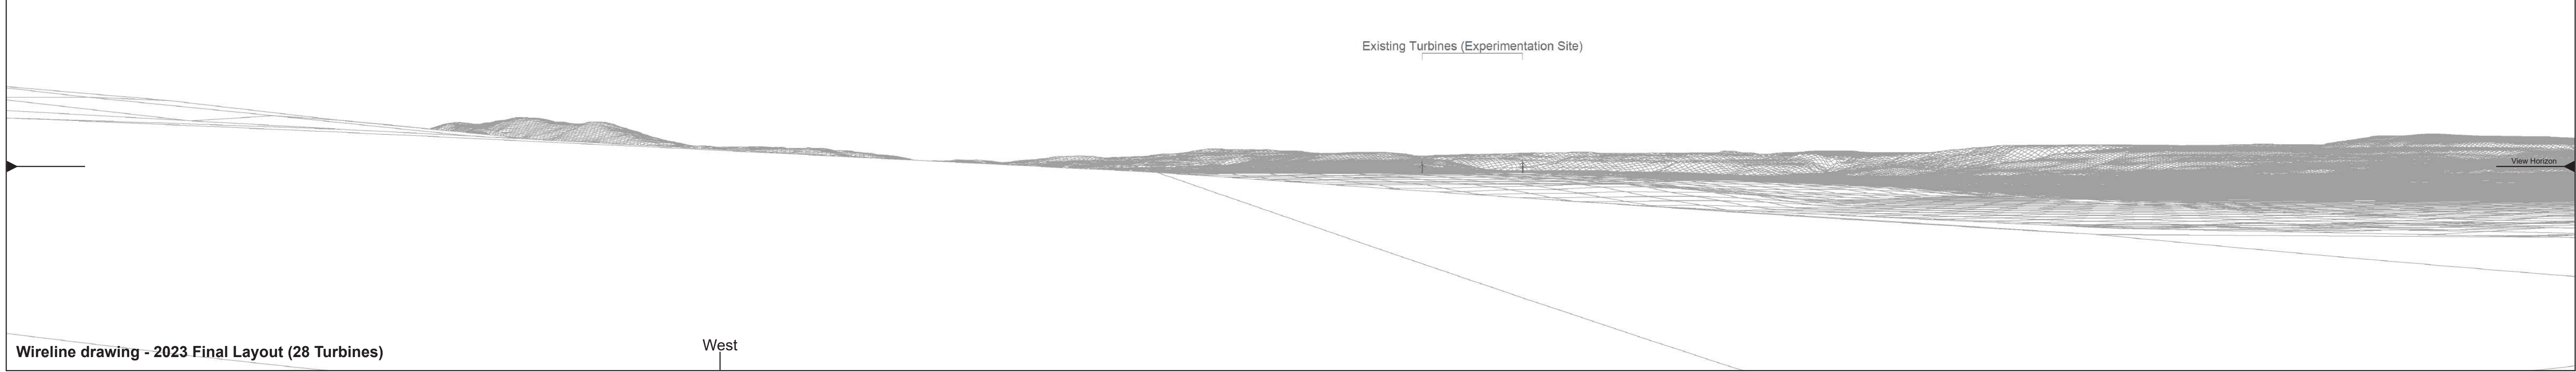 Existing Turbines (Experimentation Site)
View Horizon
West
Wireline drawing - 2023 Final Layout (28 Turbines)